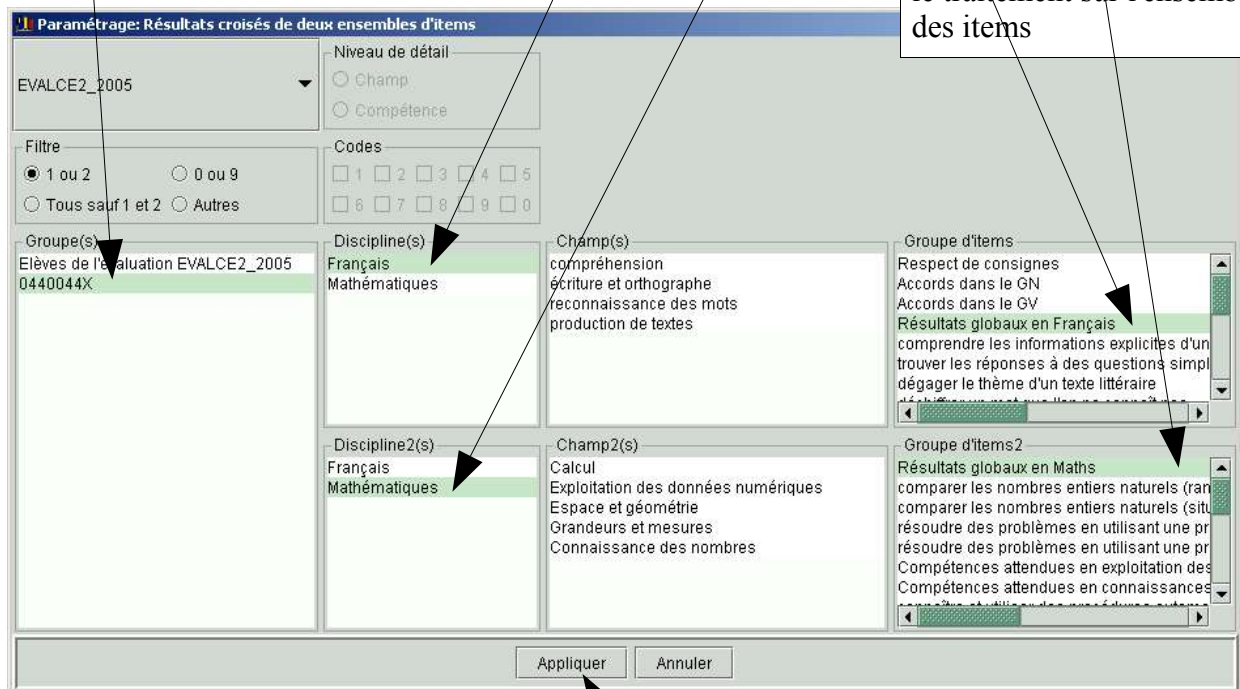 le traitement sur l'ensemb
des items
Paramétrage: Résultats croisés de deux ensembles d'items
EVALCE2_2005
Niveau de détail
Champ
Compétence
Filtre
1 ou 2
0 ou 9
Tous sauf 1 et 2
Autres
Codes
1 2 3 4 5
6 7 8 9 0
Groupe(s)
Elèves de l'évaluation EVALCE2_2005
0440044X
Discipline(s)
Français
Mathématiques
Champ(s)
compréhension
écriture et orthographe
reconnaissance des mots
production de textes
Groupe d'items
Respect de consignes
Accords dans le GN
Accords dans le GV
Résultats globaux en Français
comprendre les informations explicites d'un
trouver les réponses à des questions simpl
dégager le thème d'un texte littéraire
Discipline2(s)
Français
Mathématiques
Champ2(s)
Calcul
Exploitation des données numériques
Espace et géométrie
Grandeurs et mesures
Connaissance des nombres
Groupe d'items2
Résultats globaux en Maths
comparer les nombres entiers naturels (ran
comparer les nombres entiers naturels (situ
résoudre des problèmes en utilisant une pr
résoudre des problèmes en utilisant une pr
Compétences attendues en exploitation des
Compétences attendues en connaissances
Appliquer
Annuler